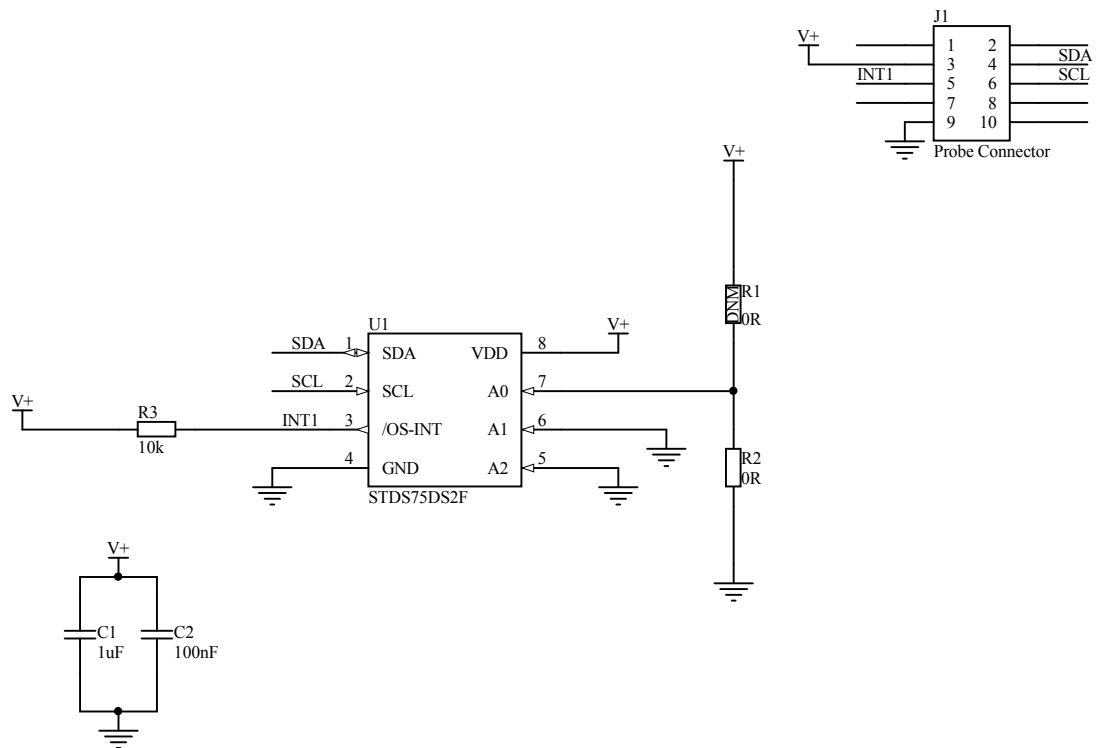 J1
V+
1 2
3 4 SDA
INT1 5 6 SCL
7 8
9 10
Probe Connector
V+
DNM R1
0R
U1
V+
SDA 1 SDA VDD 8
SCL 2 SCL A0 7
V+
R3
10k
INT1 3 /OS-INT A1 6
4 GND A2 5
STDS75DS2F
R2
0R
V+
C1
1uF
C2
100nF